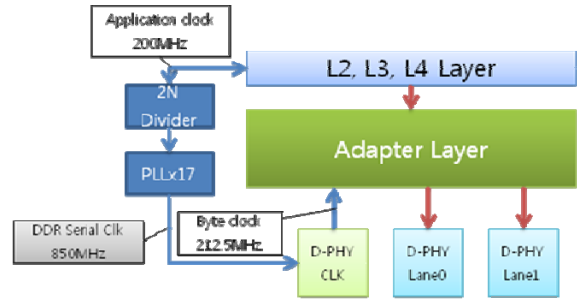 Application clock
200MHz
L2, L3, L4 Layer
2N
Divider
Adapter Layer
PLLx17
Byte clock
212.5MHz
DDR Serial Clk
850MHz
D-PHY
CLK
D-PHY
Lane0
D-PHY
Lane1